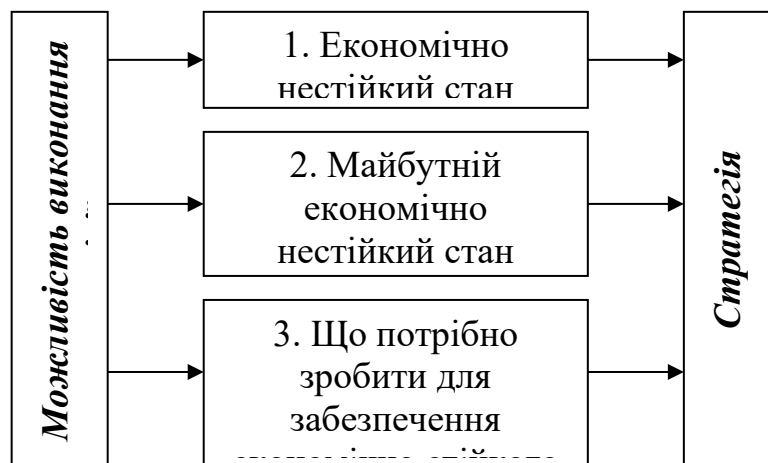 Можливість виконання
1. Економічно
нестійкий стан
2. Майбутній
економічно
нестійкий стан
3. Що потрібно
зробити для
забезпечення
Стратегія